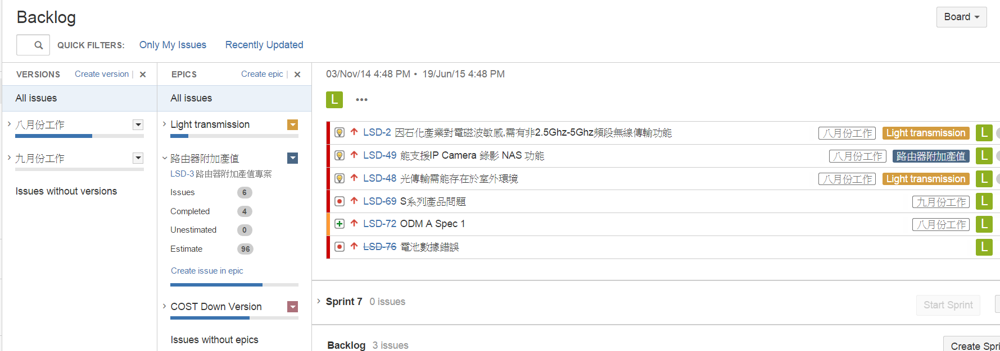 Backlog
Board
QUICK FILTERS: Only My Issues Recently Updated
VERSIONS Create version
All issues
八月份工作
九月份工作
Issues without versions
EPICS Create epic
All issues
Light transmission
路由器附加產值
LSD-3 路由器附加產值專案
Issues 6
Completed 4
Unestimated 0
Estimate 96
Create issue in epic
COST Down Version
Issues without epics
03/Nov/14 4:48 PM • 19/Jun/15 4:48 PM
L •••
LSD-2 因石化產業對電磁波敏感,需有非2.5Ghz-5Ghz頻段無線傳輸功能 八月份工作 Light transmission L
LSD-49 能支援IP Camera 錄影 NAS 功能 八月份工作 路由器附加產值 L
LSD-48 光傳輸需能存在於室外環境 八月份工作 Light transmission L
LSD-69 S系列產品問題 九月份工作 L
LSD-72 ODM A Spec 1 八月份工作 L
LSD-76 電池數據錯誤 L
Sprint 7 0 issues Start Sprint
Backlog 3 issues Create Spri